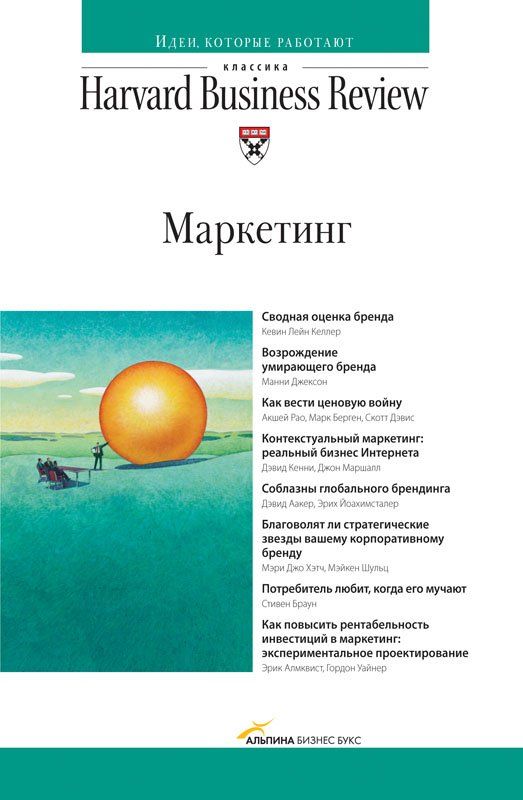 Идеи, которые работают
классика
Harvard Business Review
Маркетинг
Сводная оценка бренда
Кевин Лейн Келлер
Возрождение
умирающего бренда
Манни Джексон
Как вести ценовую войну
Акшей Рао, Марк Берген, Скотт Дэвис
Контекстуальный маркетинг:
реальный бизнес Интернета
Дэвид Кенни, Джон Маршалл
Соблазны глобального брендинга
Дэвид Аакер, Эрих Йоахимсталер
Благоволят ли стратегические
звезды вашему корпоративному
бренду
Мэри Джо Хэтч, Мэйкен Шульц
Потребитель любит, когда его мучают
Стивен Браун
Как повысить рентабельность
инвестиций в маркетинг:
экспериментальное проектирование
Эрик Алмквист, Гордон Уайнер
АЛЬПИНА БИЗНЕС БУКС